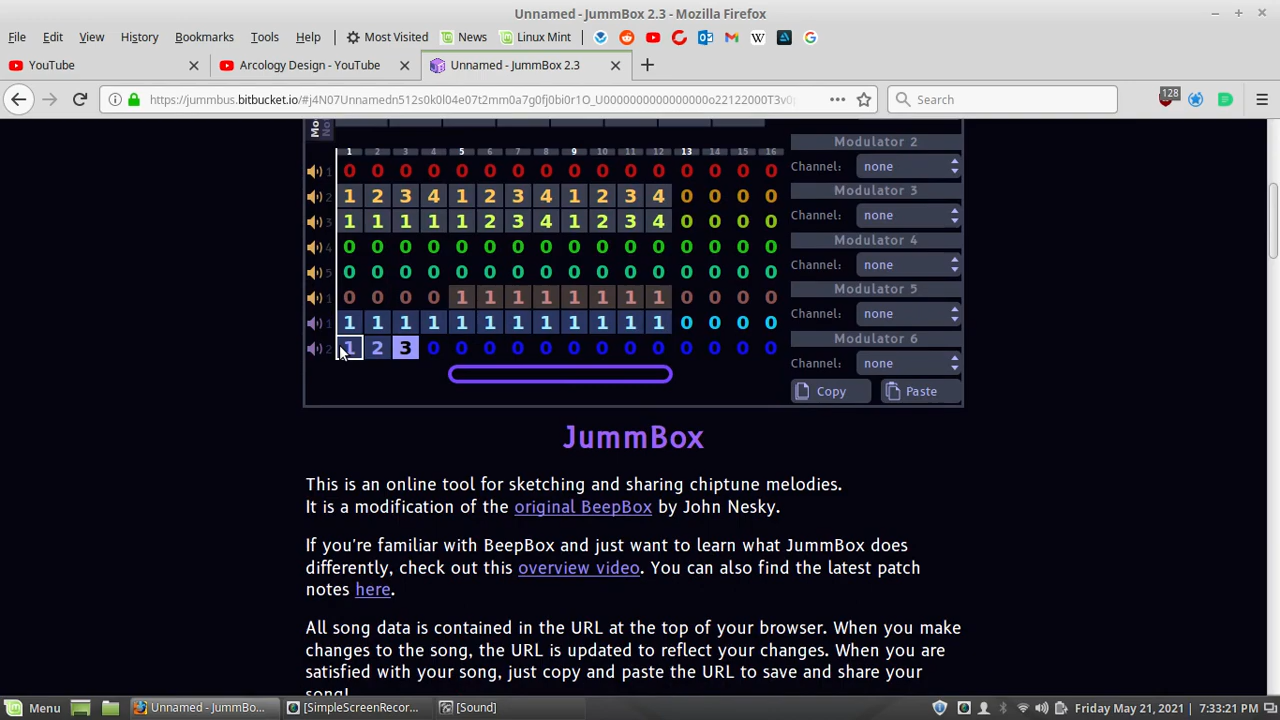 Unnamed - JummBox 2.3 - Mozilla Firefox
File Edit View History Bookmarks Tools Help Most Visited News Linux Mint
YouTube Arcology Design - YouTube Unnamed - JummBox 2.3
https://jummbus.bitbucket.io/#j4N07Unnamedn512s0k0l04e07t2mm0a7g0fj0bbr1O_U0000000000000000o22122000T3v0 Search 128
Modulator 2
1 2 3 4 5 6 7 8 9 10 11 12 13 14 15 16
1 0 0 0 0 0 0 0 0 0 0 0 0 0 0 0 0 Channel: none
2 1 2 3 4 1 2 3 4 1 2 3 4 0 0 0 0 Modulator 3
3 1 1 1 1 1 2 3 4 1 2 3 4 0 0 0 0 Channel: none
4 0 0 0 0 0 0 0 0 0 0 0 0 0 0 0 0 Modulator 4
5 0 0 0 0 0 0 0 0 0 0 0 0 0 0 0 0 Channel: none
1 0 0 0 0 1 1 1 1 1 1 1 1 0 0 0 0 Modulator 5
1 1 1 1 1 1 1 1 1 1 1 1 1 0 0 0 0 Channel: none
2 1 2 3 0 0 0 0 0 0 0 0 0 0 0 0 0 Modulator 6
Channel: none
Copy Paste
JummBox
This is an online tool for sketching and sharing chiptune melodies.
It is a modification of the original BeepBox by John Nesky.
If you're familiar with BeepBox and just want to learn what JummBox does
differently, check out this overview video. You can also find the latest patch
notes here.
All song data is contained in the URL at the top of your browser. When you make
changes to the song, the URL is updated to reflect your changes. When you are
satisfied with your song, just copy and paste the URL to save and share your
song!
Menu Unnamed - JummBo... [SimpleScreenRecor... [Sound] Friday May 21, 2021, 7:33:21 PM